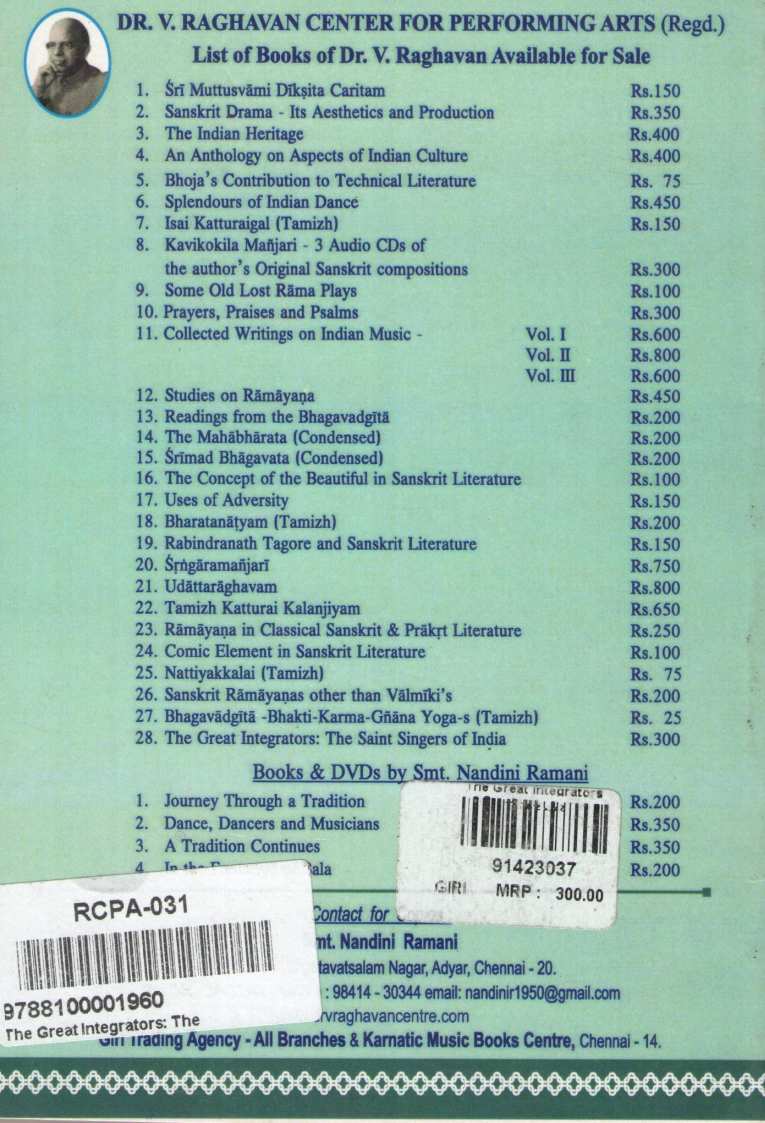 DR. V. RAGHAVAN CENTER FOR PERFORMING ARTS (Regd.)
List of Books of Dr. V. Raghavan Available for Sale
1. Śrī Muttusvāmi Dīkṣita Caritam Rs.150
2. Sanskrit Drama - Its Aesthetics and Production Rs.350
3. The Indian Heritage Rs.400
4. An Anthology on Aspects of Indian Culture Rs.400
5. Bhoja's Contribution to Technical Literature Rs. 75
6. Splendours of Indian Dance Rs.450
7. Isai Katturaigal (Tamizh) Rs.150
8. Kavikokila Mañjari - 3 Audio CDs of
the author's Original Sanskrit compositions Rs.300
9. Some Old Lost Rāma Plays Rs.100
10. Prayers, Praises and Psalms Rs.300
11. Collected Writings on Indian Music - Vol. I Rs.600
Vol. II Rs.800
Vol. III Rs.600
12. Studies on Rāmāyaṇa Rs.450
13. Readings from the Bhagavadgītā Rs.200
14. The Mahābhārata (Condensed) Rs.200
15. Śrīmad Bhāgavata (Condensed) Rs.200
16. The Concept of the Beautiful in Sanskrit Literature Rs.100
17. Uses of Adversity Rs.150
18. Bharatanāṭyam (Tamizh) Rs.200
19. Rabindranath Tagore and Sanskrit Literature Rs.150
20. Śṛṅgāramañjarī Rs.750
21. Udāttarāghavam Rs.800
22. Tamizh Katturai Kalanjiyam Rs.650
23. Rāmāyaṇa in Classical Sanskrit & Prākṛt Literature Rs.250
24. Comic Element in Sanskrit Literature Rs.100
25. Nattiyakkalai (Tamizh) Rs. 75
26. Sanskrit Rāmāyaṇas other than Vālmīki's Rs.200
27. Bhagavādgītā -Bhakti-Karma-Gñāna Yoga-s (Tamizh) Rs. 25
28. The Great Integrators: The Saint Singers of India Rs.300
Books & DVDs by Smt. Nandini Ramani
1. Journey Through a Tradition Rs.200
2. Dance, Dancers and Musicians Rs.350
3. A Tradition Continues Rs.350
4. In the Rs.200
The Great Integrators
91423037
GIRI MRP : 300.00
RCPA-031
9788100001960
The Great Integrators: The
Contact for
Nandini Ramani
Nagar, Adyar, Chennai - 20.
: 98414 - 30344 email: nandinir1950@gmail.com
Giri Trading Agency - All Branches & Karnatic Music Books Centre, Chennai - 14.